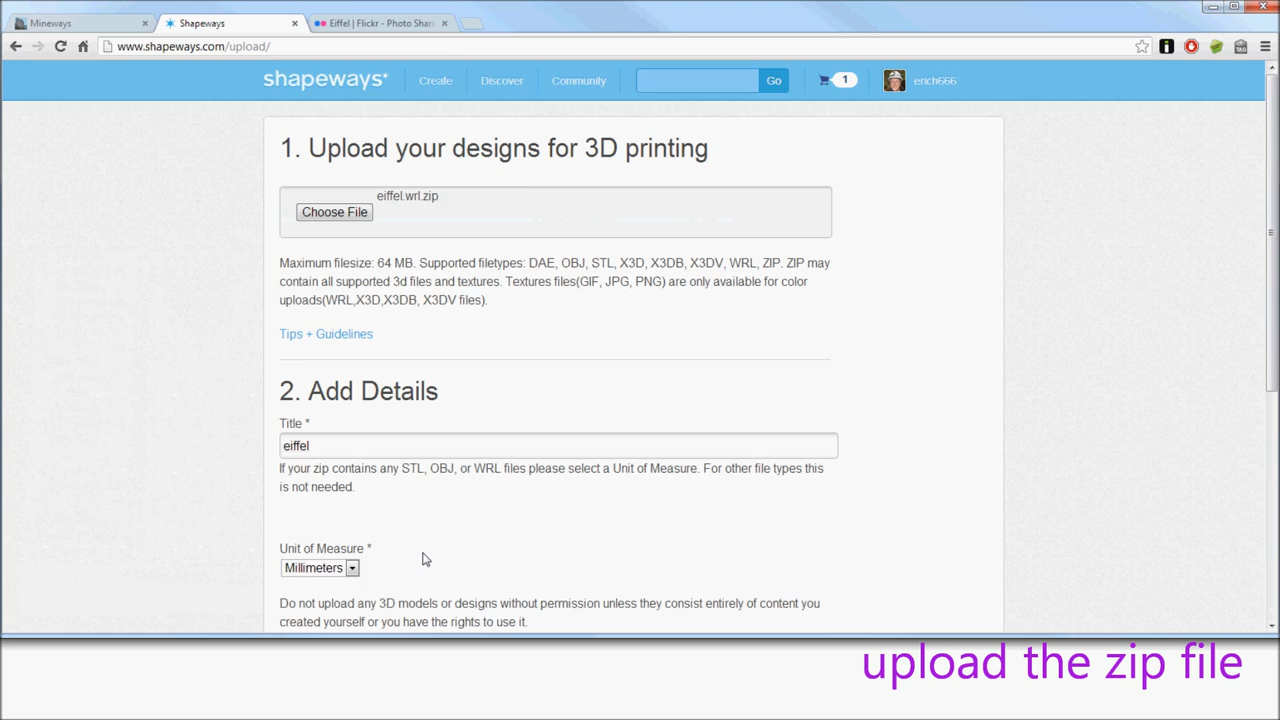 Mineways
Shapeways
Eiffel | Flickr - Photo Shari
www.shapeways.com/upload/
shapeways*
Create
Discover
Community
Go
1
erich666
1. Upload your designs for 3D printing
eiffel.wrl.zip
Choose File
Maximum filesize: 64 MB. Supported filetypes: DAE, OBJ, STL, X3D, X3DB, X3DV, WRL, ZIP. ZIP may
contain all supported 3d files and textures. Textures files(GIF, JPG, PNG) are only available for color
uploads(WRL,X3D,X3DB, X3DV files).
Tips + Guidelines
2. Add Details
Title *
eiffel
If your zip contains any STL, OBJ, or WRL files please select a Unit of Measure. For other file types this
is not needed.
Unit of Measure *
Millimeters
Do not upload any 3D models or designs without permission unless they consist entirely of content you
created yourself or you have the rights to use it.
upload the zip file